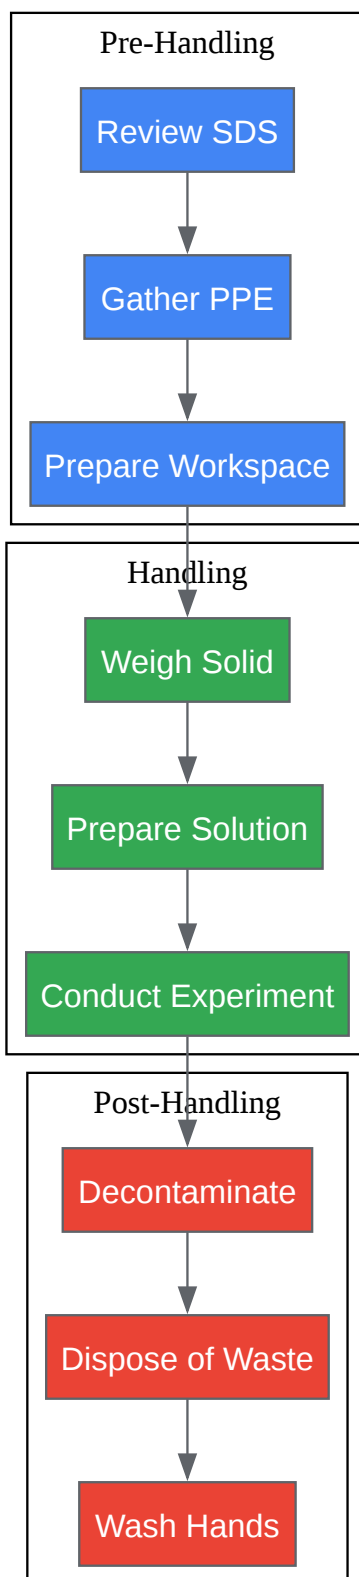 Pre-Handling
Review SDS
Gather PPE
Prepare Workspace
Handling
Weigh Solid
Prepare Solution
Conduct Experiment
Post-Handling
Decontaminate
Dispose of Waste
Wash Hands